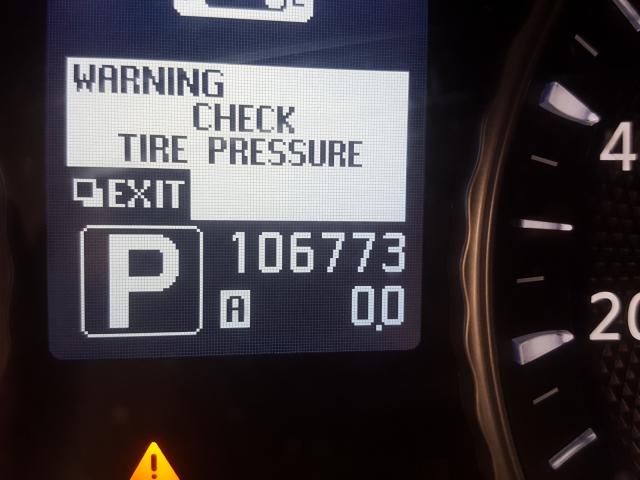 WARNING
CHECK
TIRE PRESSURE
EXIT
P
106773
A 0.0
4
20
!